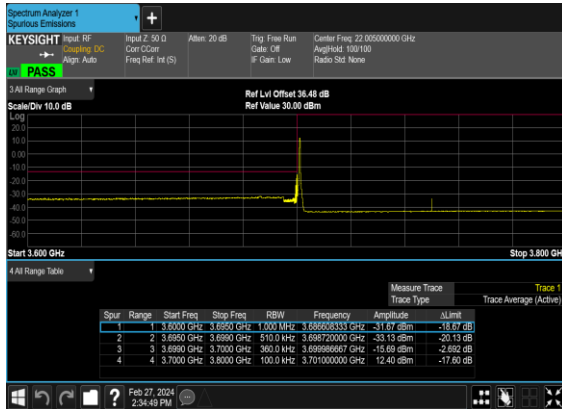 Spectrum Analyzer 1
Spurious Emissions
KEYSIGHT Input: RF Input Z: 50 Ω Atten: 20 dB Trig: Free Run Center Freq: 22.005000000 GHz
Coupling: DC Corr CCorr Gate: Off Avg|Hold: 100/100
Align: Auto Freq Ref: Int (S) IF Gain: Low Radio Std: None
PASS
3 All Range Graph
Ref Lvl Offset 36.48 dB
Scale/Div 10.0 dB Ref Value 30.00 dBm
Log
20.0
10.0
0.00
-10.0
-20.0
-30.0
-40.0
-50.0
-60.0
Start 3.600 GHz Stop 3.800 GH
4 All Range Table
Measure Trace Trace 1
Trace Type Trace Average (Active)
Spur Range Start Freq Stop Freq RBW Frequency Amplitude ΔLimit
1 1 3.6000 GHz 3.6950 GHz 1.000 MHz 3.686608333 GHz -31.67 dBm -18.67 dB
2 2 3.6950 GHz 3.6990 GHz 510.0 kHz 3.698720000 GHz -33.13 dBm -20.13 dB
3 3 3.6990 GHz 3.7000 GHz 360.0 kHz 3.699986667 GHz -15.69 dBm -2.692 dB
4 4 3.7000 GHz 3.8000 GHz 100.0 kHz 3.701000000 GHz 12.40 dBm -17.60 dB
Feb 27, 2024
2:34:49 PM